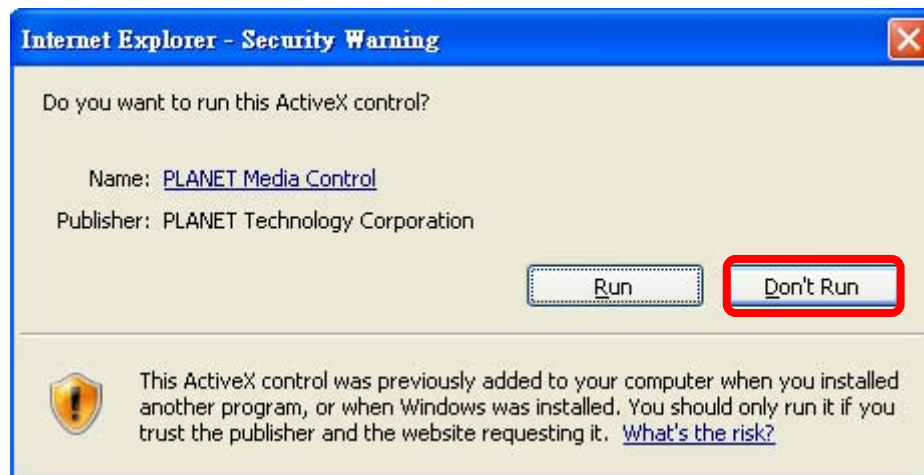 Internet Explorer - Security Warning
Do you want to run this ActiveX control?
Name: PLANET Media Control
Publisher: PLANET Technology Corporation
Run Don't Run
This ActiveX control was previously added to your computer when you installed
another program, or when Windows was installed. You should only run it if you
trust the publisher and the website requesting it. What's the risk?